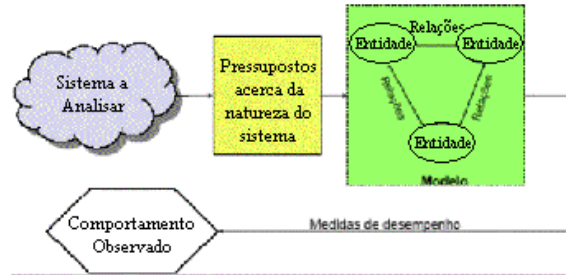 Sistema a
Analisar
Pressupostos
acerca da
natureza do
sistema
Relações
Entidade
Entidade
Relações
Relações
Entidade
Modelo
Comportamento
Observado
Medidas de desempenho